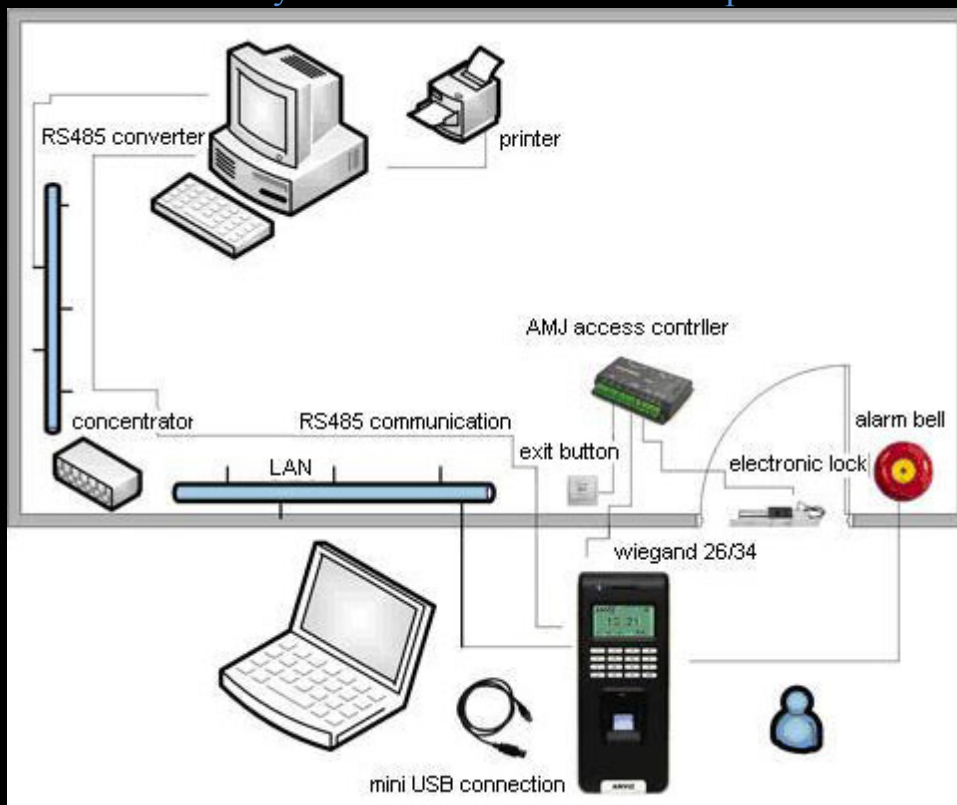 RS485 converter
printer
AMJ access contrller
concentrator
RS485 communication
alarm bell
exit button
electronic lock
LAN
wiegand 26/34
mini USB connection
ANVIZ